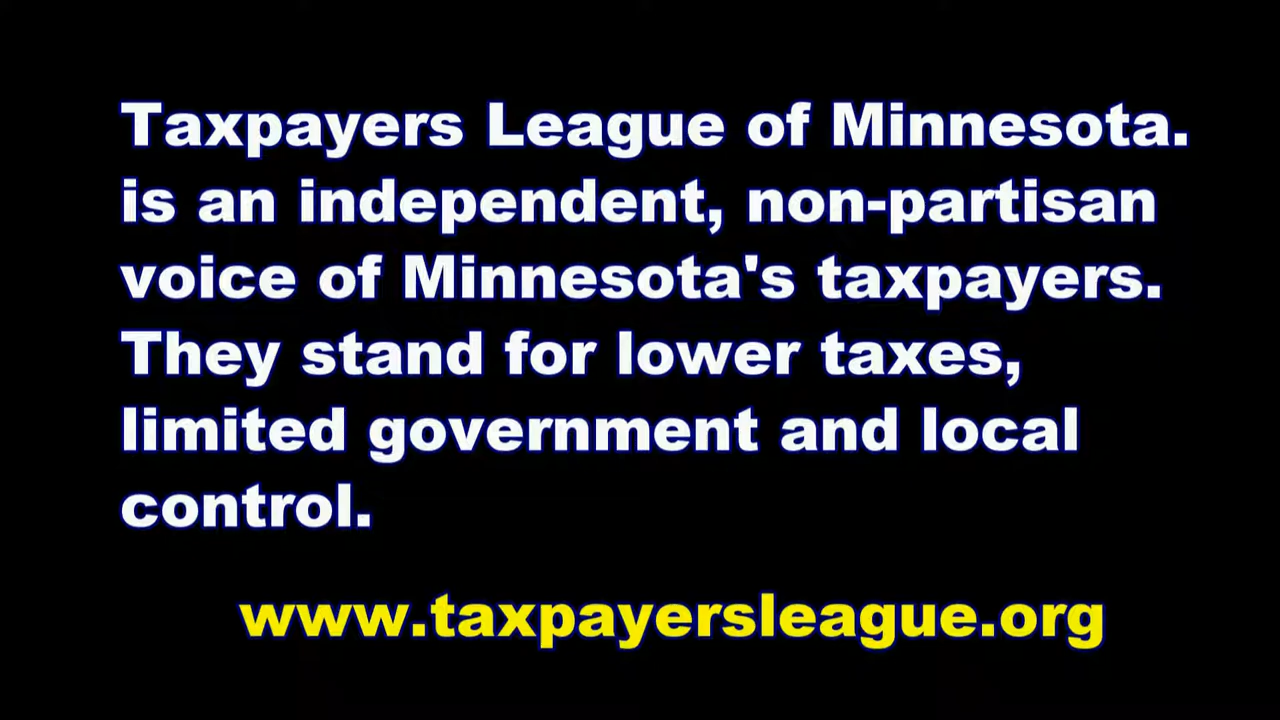 Taxpayers League of Minnesota.
is an independent, non-partisan
voice of Minnesota's taxpayers.
They stand for lower taxes,
limited government and local
control.
www.taxpayersleague.org